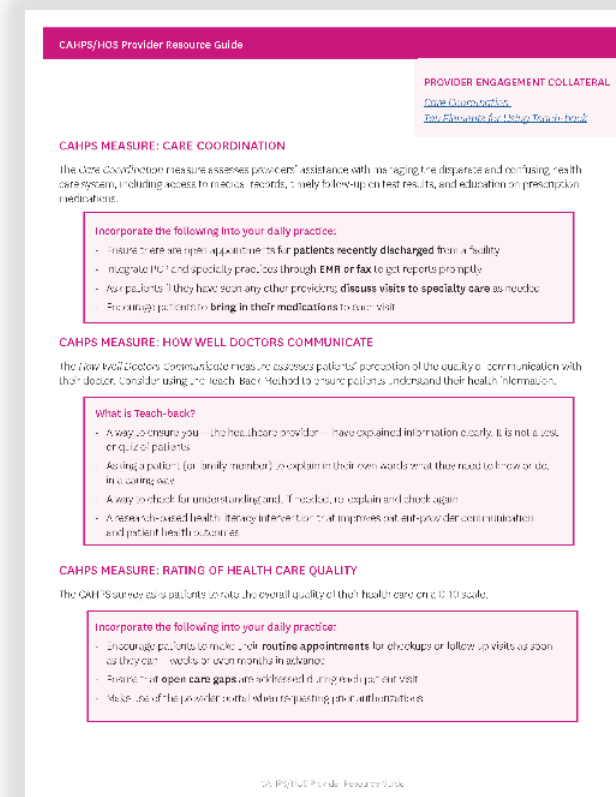 CAHPS/HOS Provider Resource Guide
PROVIDER ENGAGEMENT COLLATERAL
Care Coordination
Ten Elements for Using Teach-back
CAHPS MEASURE: CARE COORDINATION
The Care Coordination measure assesses providers' assistance with managing the disparate and confusing health
care system, including access to medical records, timely follow-up on test results, and education on prescription
medications.
Incorporate the following into your daily practice:
- Ensure there are open appointments for patients recently discharged from a facility
- Integrate PCP and specialty practices through EMR or fax to get reports promptly
- Ask patients if they have seen any other providers; discuss visits to specialty care as needed
- Encourage patients to bring in their medications to each visit
CAHPS MEASURE: HOW WELL DOCTORS COMMUNICATE
The How Well Doctors Communicate measure assesses patients' perception of the quality of communication with
their doctor. Consider using the Teach-Back Method to ensure patients understand their health information.
What is Teach-back?
- A way to ensure you—the healthcare provider—have explained information clearly. It is not a test
or quiz of patients
- Asking a patient (or family member) to explain in their own words what they need to know or do,
in a caring way
- A way to check for understanding and, if needed, re-explain and check again
- A research-based health literacy intervention that improves patient-provider communication
and patient health outcomes
CAHPS MEASURE: RATING OF HEALTH CARE QUALITY
The CAHPS survey asks patients to rate the overall quality of their health care on a 0-10 scale.
Incorporate the following into your daily practice:
- Encourage patients to make their routine appointments for checkups or follow up visits as soon
as they can – weeks or even months in advance
- Ensure that open care gaps are addressed during each patient visit
- Make use of the provider portal when requesting prior authorizations
CAHPS/HOS Provider Resource Guide